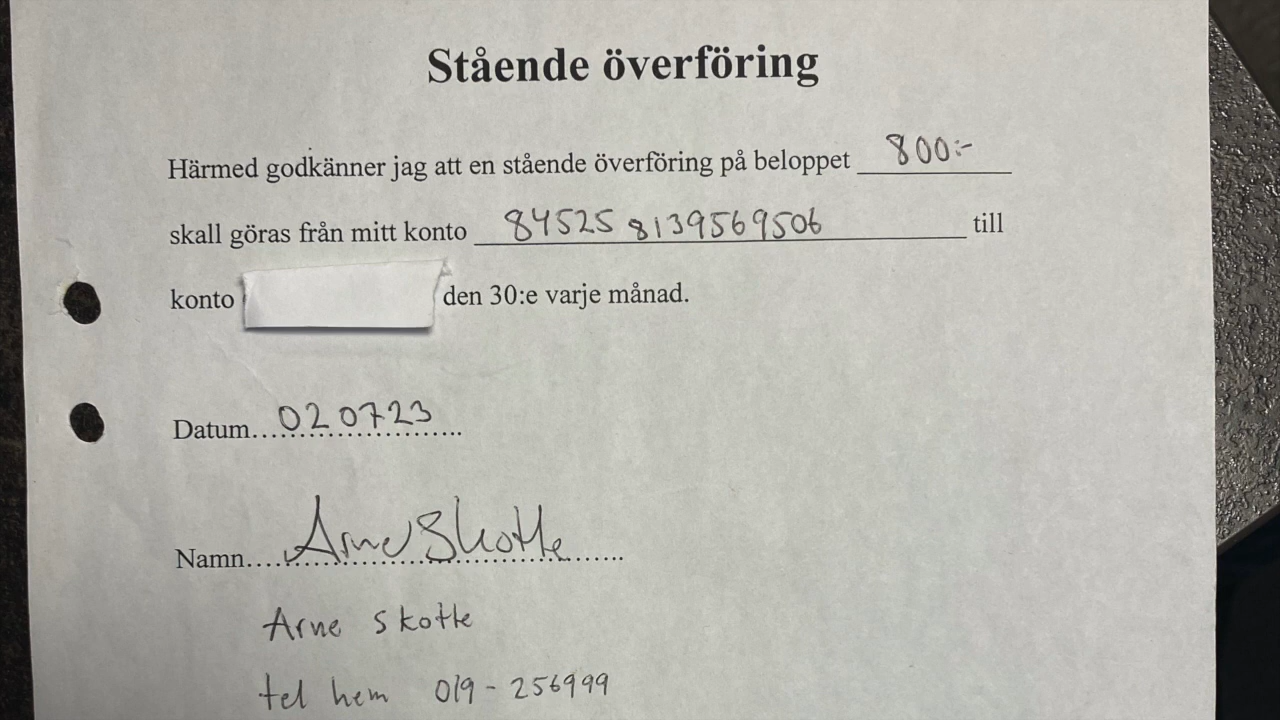 Stående överföring
Härmed godkänner jag att en stående överföring på beloppet 800:-
skall göras från mitt konto 84525 8139569506 till
konto den 30:e varje månad.
Datum...020723...
Namn...Arne Skotte...
Arne Skotte
tel hem 019-256999